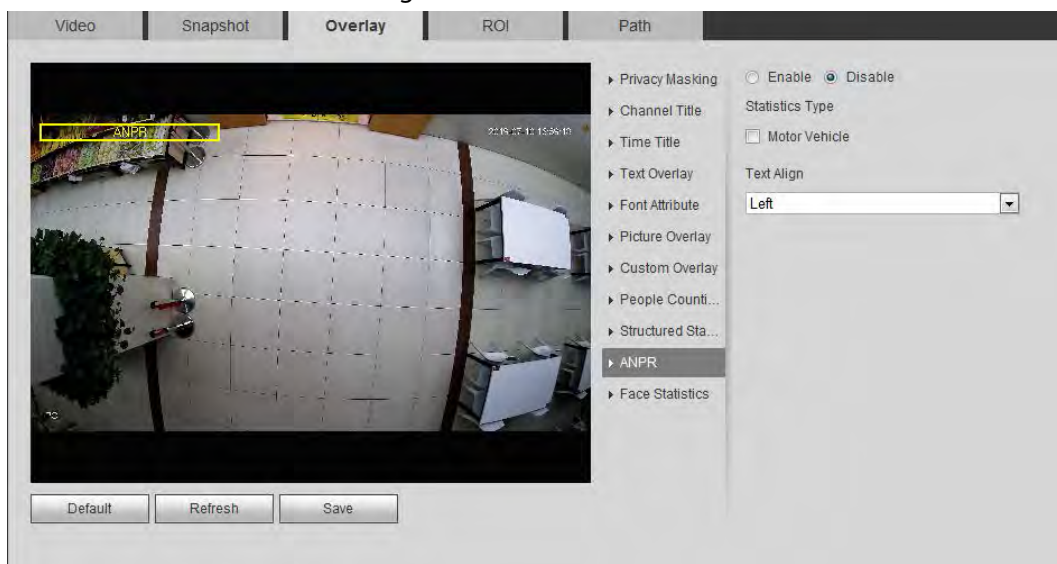 Video Snapshot Overlay ROI Path
ANPR
Privacy Masking
Channel Title
Time Title
Text Overlay
Font Attribute
Picture Overlay
Custom Overlay
People Counti...
Structured Sta...
ANPR
Face Statistics
Enable Disable
Statistics Type
Motor Vehicle
Text Align
Left
Default Refresh Save